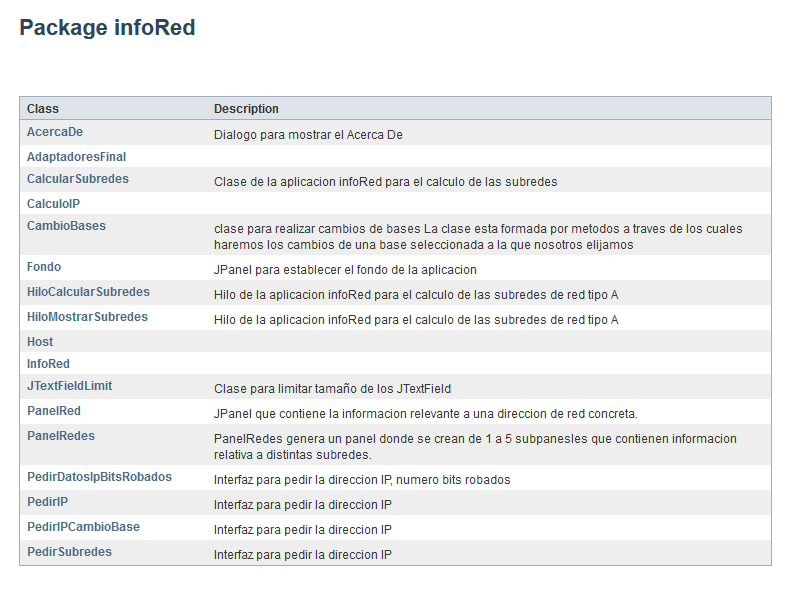 Package infoRed
Class Description
AcercaDe Dialogo para mostrar el Acerca De
AdaptadoresFinal
CalcularSubredes Clase de la aplicacion infoRed para el calculo de las subredes
CalculoIP
CambioBases clase para realizar cambios de bases La clase esta formada por metodos a traves de los cuales
haremos los cambios de una base seleccionada a la que nosotros elijamos
Fondo JPanel para establecer el fondo de la aplicacion
HiloCalcularSubredes Hilo de la aplicacion infoRed para el calculo de las subredes de red tipo A
HiloMostrarSubredes Hilo de la aplicacion infoRed para el calculo de las subredes de red tipo A
Host
InfoRed
JTextFieldLimit Clase para limitar tamaño de los JTextField
PanelRed JPanel que contiene la informacion relevante a una direccion de red concreta.
PanelRedes PanelRedes genera un panel donde se crean de 1 a 5 subpanesles que contienen informacion
relativa a distintas subredes.
PedirDatosIpBitsRobados Interfaz para pedir la direccion IP, numero bits robados
PedirIP Interfaz para pedir la direccion IP
PedirIPCambioBase Interfaz para pedir la direccion IP
PedirSubredes Interfaz para pedir la direccion IP